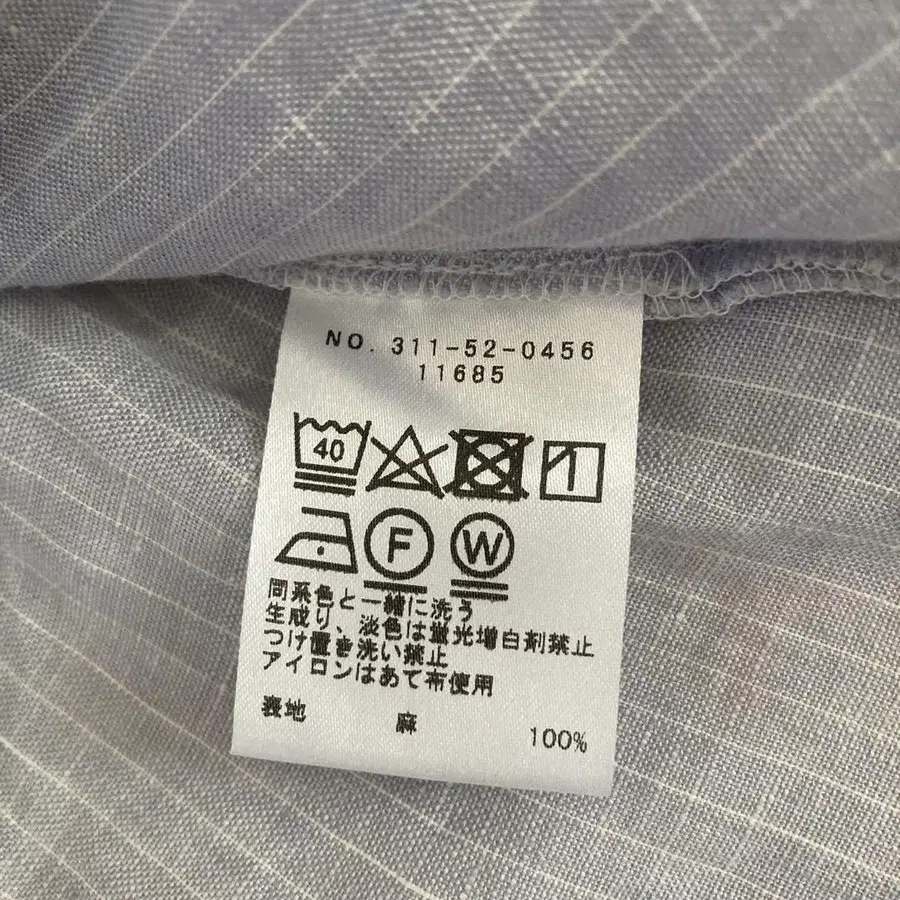 NO. 311-52-0456
11685
40
F W
同系色と一緒に洗う
生成り、淡色は蛍光増白剤禁止
つけ置き洗い禁止
アイロンはあて布使用
表地 麻 100%